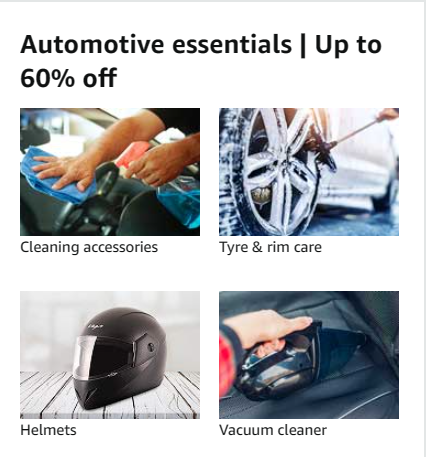 Automotive essentials | Up to
60% off
Cleaning accessories
Tyre & rim care
Helmets
Vacuum cleaner